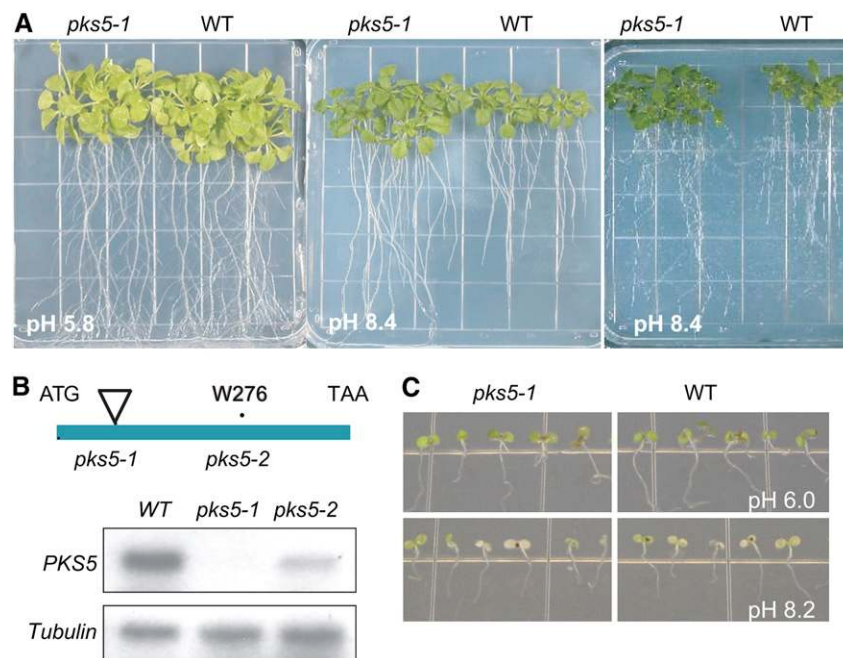 A
pks5-1 WT pks5-1 WT pks5-1 WT
pH 5.8 pH 8.4 pH 8.4
B
ATG W276 TAA
pks5-1 pks5-2
WT pks5-1 pks5-2
PKS5
Tubulin
C
pks5-1 WT
pH 6.0
pH 8.2